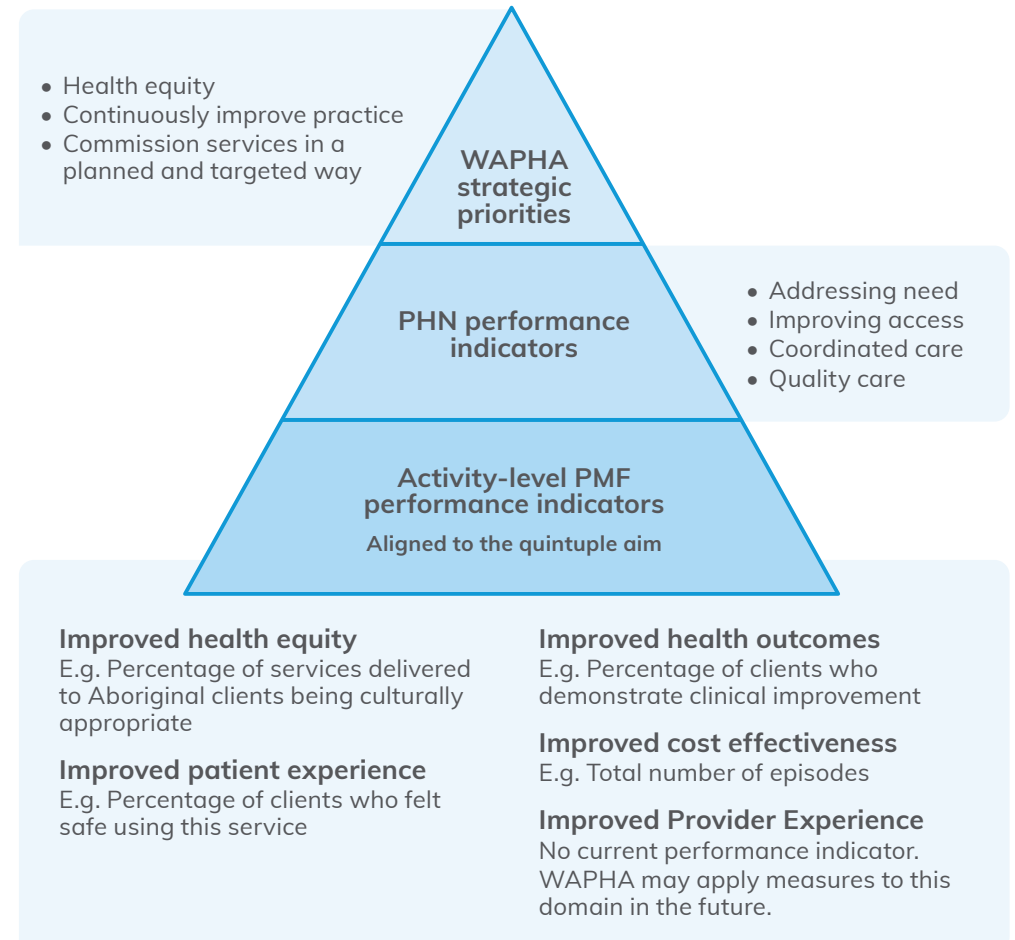 • Health equity
• Continuously improve practice
• Commission services in a
planned and targeted way
WAPHA
strategic
priorities
PHN performance
indicators
• Addressing need
• Improving access
• Coordinated care
• Quality care
Activity-level PMF
performance indicators
Aligned to the quintuple aim
Improved health equity
E.g. Percentage of services delivered
to Aboriginal clients being culturally
appropriate
Improved patient experience
E.g. Percentage of clients who felt
safe using this service
Improved health outcomes
E.g. Percentage of clients who
demonstrate clinical improvement
Improved cost effectiveness
E.g. Total number of episodes
Improved Provider Experience
No current performance indicator.
WAPHA may apply measures to this
domain in the future.